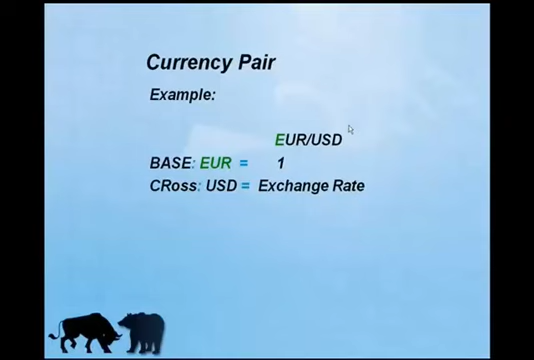 Currency Pair
Example:
EUR/USD
BASE: EUR = 1
CRoss: USD = Exchange Rate